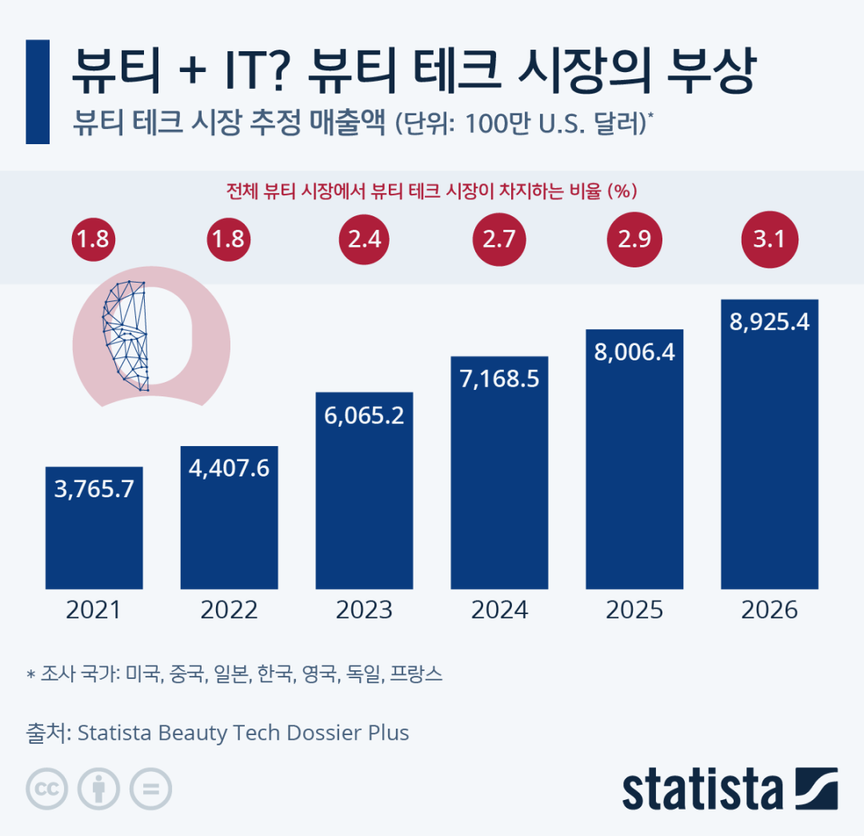 뷰티 + IT? 뷰티 테크 시장의 부상
뷰티 테크 시장 추정 매출액 (단위: 100만 U.S. 달러)*
전체 뷰티 시장에서 뷰티 테크 시장이 차지하는 비율 (%)
1.8 1.8 2.4 2.7 2.9 3.1
3,765.7 4,407.6 6,065.2 7,168.5 8,006.4 8,925.4
2021 2022 2023 2024 2025 2026
* 조사 국가: 미국, 중국, 일본, 한국, 영국, 독일, 프랑스
출처: Statista Beauty Tech Dossier Plus
cc
statista